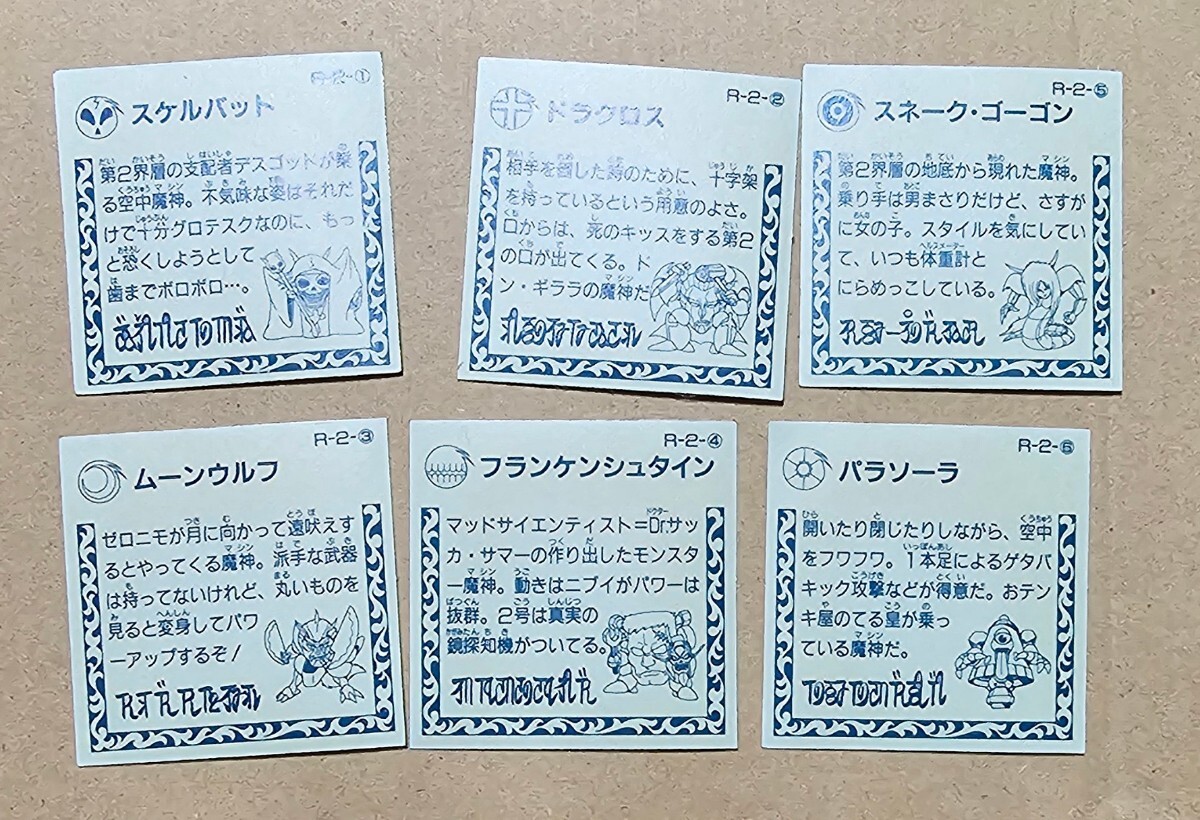 R-2-①
スケルバット
第2界層の支配者デスゴッドが乗
る空中魔神。不気味な姿はそれだ
けで十分グロテスクなのに、もっ
と恐くしようとして
歯までボロボロ…。
R-2-②
ドラクロス
相手を習した時のために、十字架
を持っているという用意のよさ。
口からは、死のキッスをする第2
の口が出てくる。ド
ン・ギララの魔神だ
R-2-⑤
スネーク・ゴーゴン
第2界層の地底から現れた魔神。
乗り手は男まさりだけど、さすが
に女の子。スタイルを気にしてい
て、いつも体重計と
にらめっこしている。
R-2-③
ムーンウルフ
ゼロニモが月に向かって遠吠えす
るとやってくる魔神。派手な武器
は持ってないけれど、丸いものを
見ると変身してパワ
ーアップするぞ!
R-2-④
フランケンシュタイン
マッドサイエンティスト=Drサッ
カ・サマーの作り出したモンスタ
ー魔神。動きはニブイがパワーは
抜群。2号は真実の
鏡探知機がついてる。
R-2-⑥
パラソーラ
開いたり閉じたりしながら、空中
をフワフワ。1本足によるゲタバ
キック攻撃などが得意だ。おテン
キ屋のてる皇が乗っ
ている魔神だ。